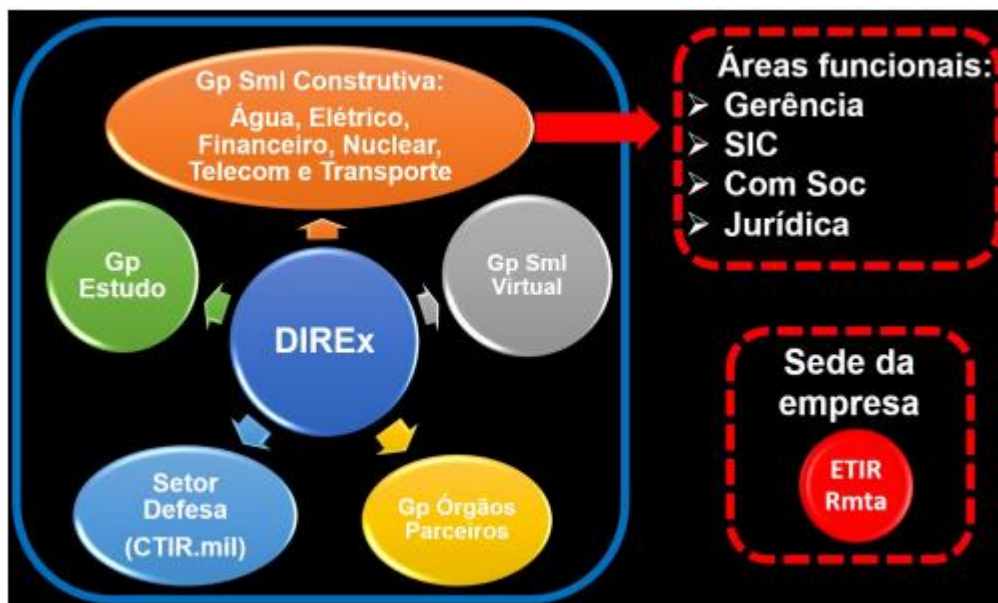 Gp Sml Construtiva:
Água, Elétrico,
Financeiro, Nuclear,
Telecom e Transporte
Gp
Estudo
Gp Sml
Virtual
DIREx
Setor
Defesa
(CTIR.mil)
Gp Órgãos
Parceiros
Áreas funcionais:
➢ Gerência
➢ SIC
➢ Com Soc
➢ Jurídica
Sede da
empresa
ETIR
Rmta